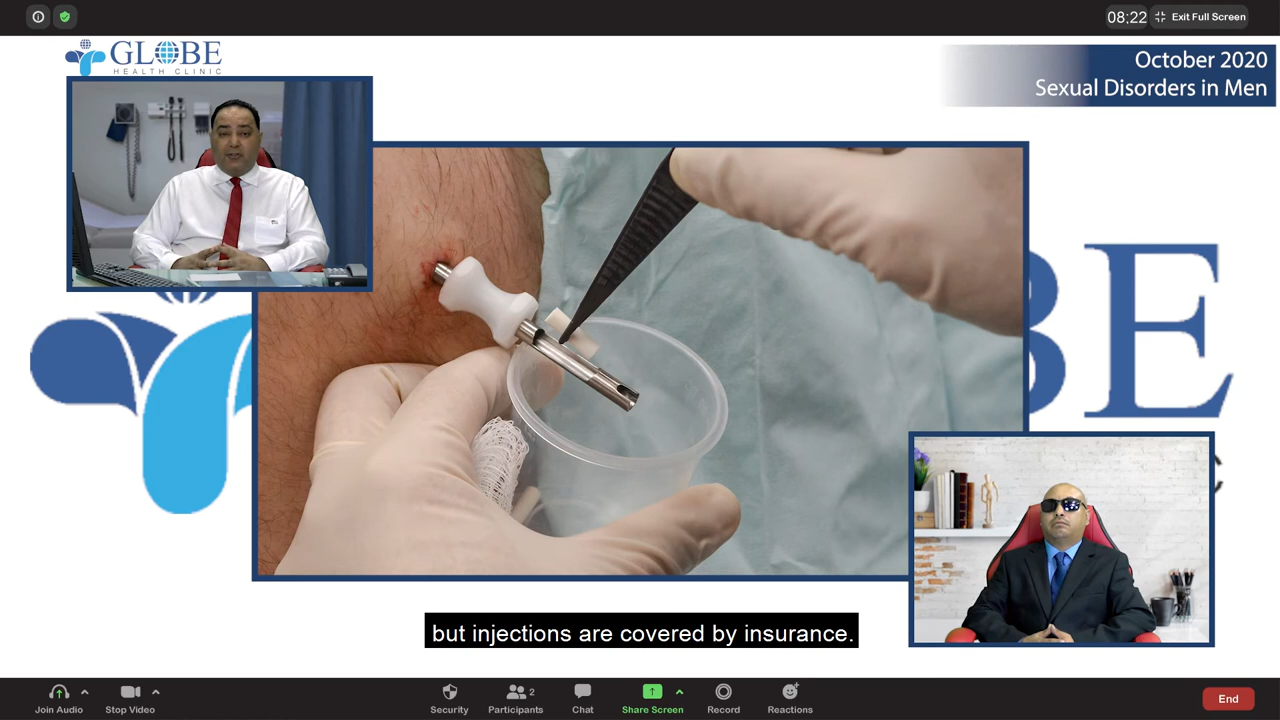 08:22
Exit Full Screen
GLOBE
HEALTH CLINIC
October 2020
Sexual Disorders in Men
BE
C
but injections are covered by insurance.
Join Audio
Stop Video
Security
Participants
2
Chat
Share Screen
Record
Reactions
End